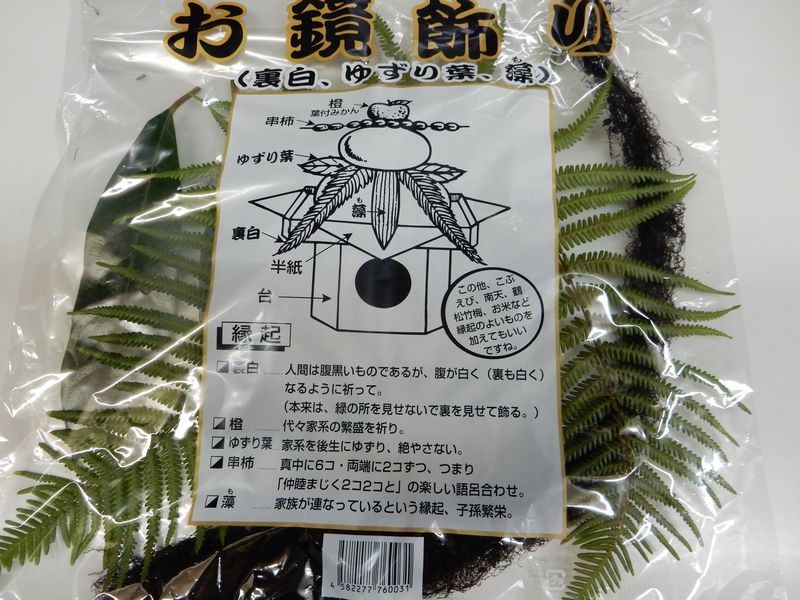 お鏡飾り
(裏白、ゆずり葉、藻)
も
橙
葉付みかん
串柿
ゆずり葉
も
藻
裏白
半紙
台
この他、こぶ
えび、南天、鶴
松竹梅、お米など
縁起のよいものを
加えてもいい
ですね。
縁起
裏白……人間は腹黒いものであるが、腹が白く（裏も白く）
なるように祈って。
（本来は、緑の所を見せないで裏を見せて飾る。）
橙……代々家系の繁盛を祈り。
ゆずり葉……家系を後生にゆずり、絶やさない。
串柿……真中に6コ・両端に2コずつ、つまり
「仲睦まじく2コ2コと」の楽しい語呂合わせ。
も
藻……家族が連なっているという縁起、子孫繁栄。
4 582277 760031